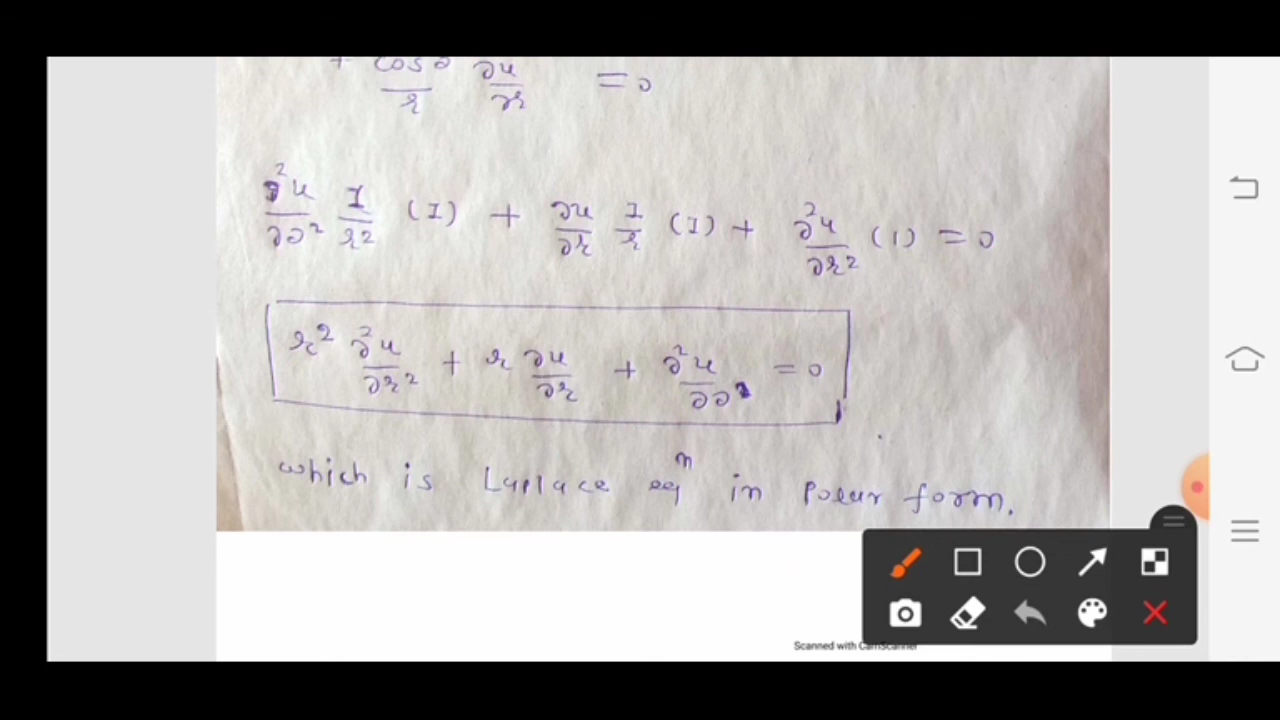 + cosθ/r ∂u/∂r = 0
∂²u/∂θ² 1/r² (1) + ∂u/∂r 1/r (1) + ∂²u/∂r² (1) = 0
r² ∂²u/∂r² + r ∂u/∂r + ∂²u/∂θ² = 0
which is Laplace eqⁿ in Polar form.
Scanned with CamScanner